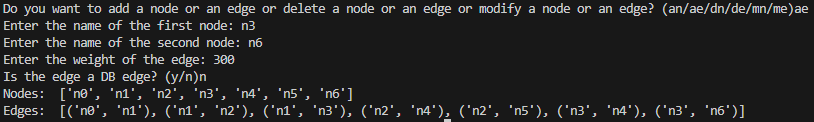 Do you want to add a node or an edge or delete a node or an edge or modify a node or an edge? (an/ae/dn/de/mn/me)ae
Enter the name of the first node: n3
Enter the name of the second node: n6
Enter the weight of the edge: 300
Is the edge a DB edge? (y/n)n
Nodes:  ['n0', 'n1', 'n2', 'n3', 'n4', 'n5', 'n6']
Edges:  [('n0', 'n1'), ('n1', 'n2'), ('n1', 'n3'), ('n2', 'n4'), ('n2', 'n5'), ('n3', 'n4'), ('n3', 'n6')]